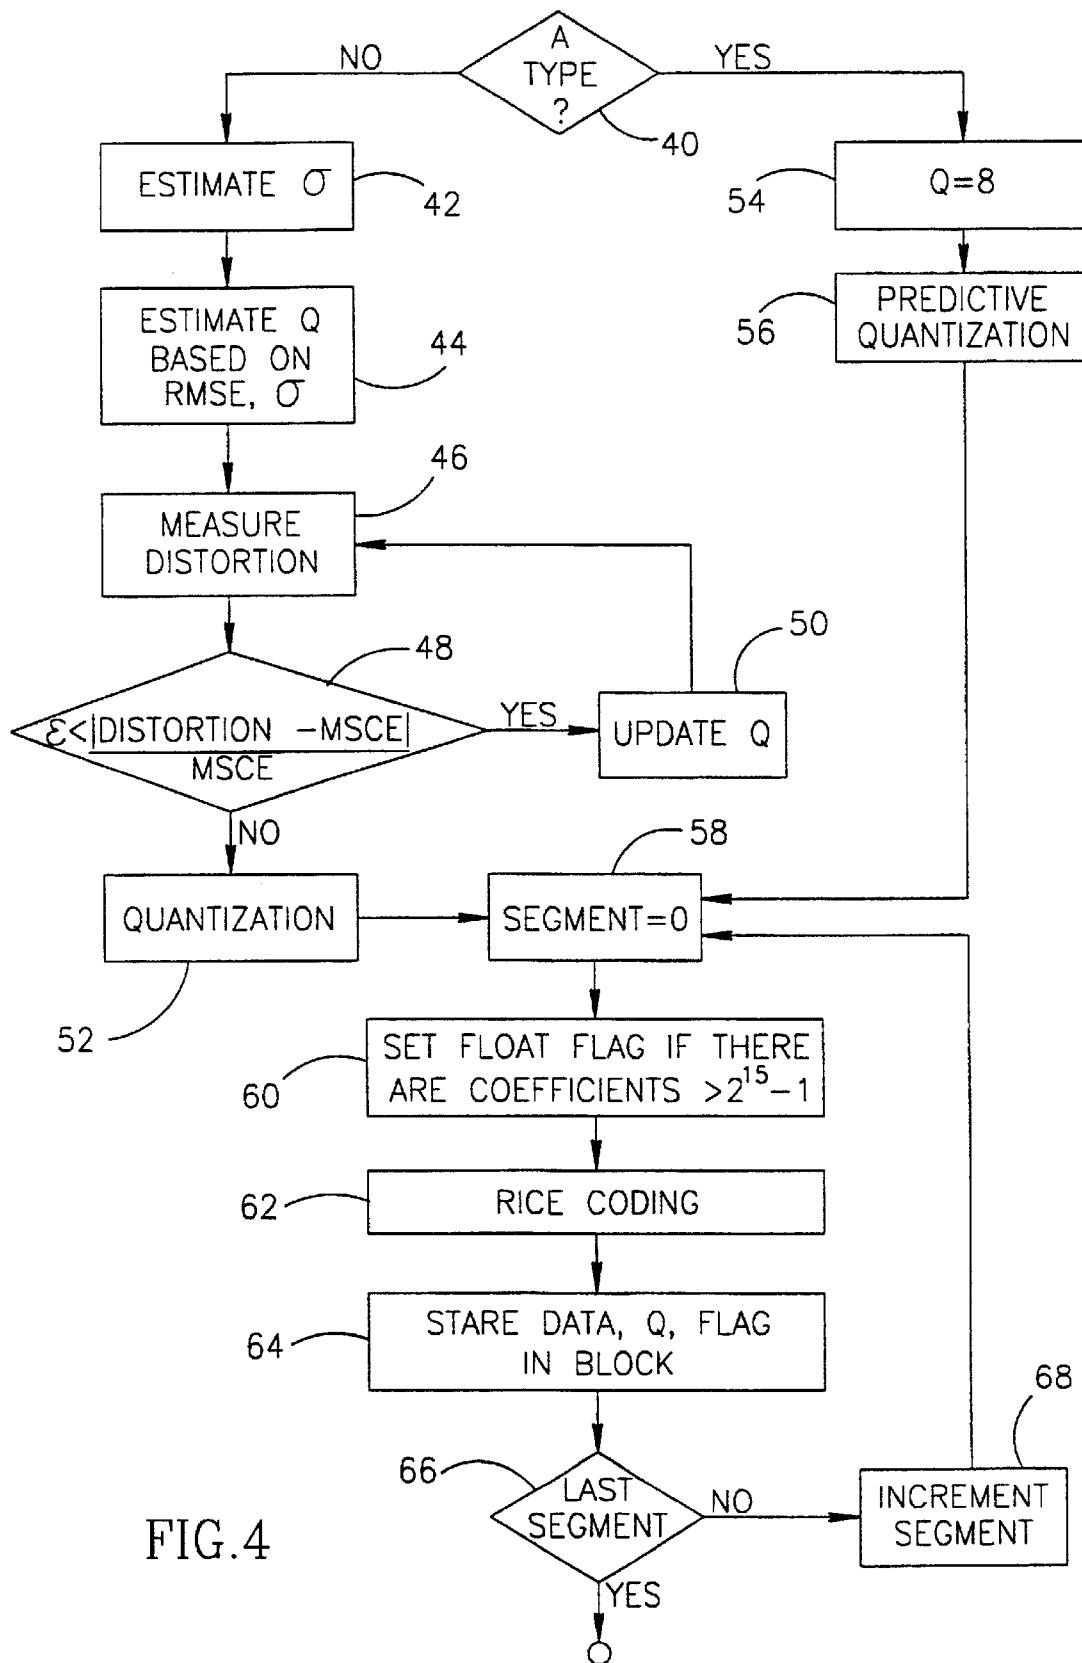 A
TYPE
?
NO
YES
40
ESTIMATE σ
42
54
Q=8
ESTIMATE Q
BASED ON
RMSE, σ
44
56
PREDICTIVE
QUANTIZATION
46
MEASURE
DISTORTION
48
50
ε<|DISTORTION -MSCE|
MSCE
YES
UPDATE Q
NO
58
QUANTIZATION
SEGMENT=0
52
SET FLOAT FLAG IF THERE
ARE COEFFICIENTS >2¹⁵-1
60
RICE CODING
62
STARE DATA, Q, FLAG
IN BLOCK
64
68
66
LAST
SEGMENT
NO
INCREMENT
SEGMENT
FIG.4
YES